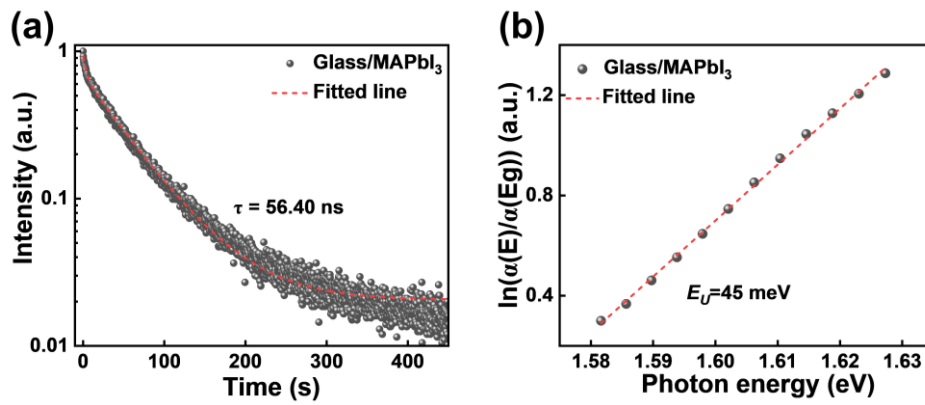 (a)
1
0.1
0.01
Intensity (a.u.)
Glass/MAPbI₃
Fitted line
τ = 56.40 ns
0 100 200 300 400
Time (s)
(b)
1.2
0.8
0.4
ln(α(E)/α(Eg)) (a.u.)
Glass/MAPbI₃
Fitted line
E_U=45 meV
1.58 1.59 1.60 1.61 1.62 1.63
Photon energy (eV)